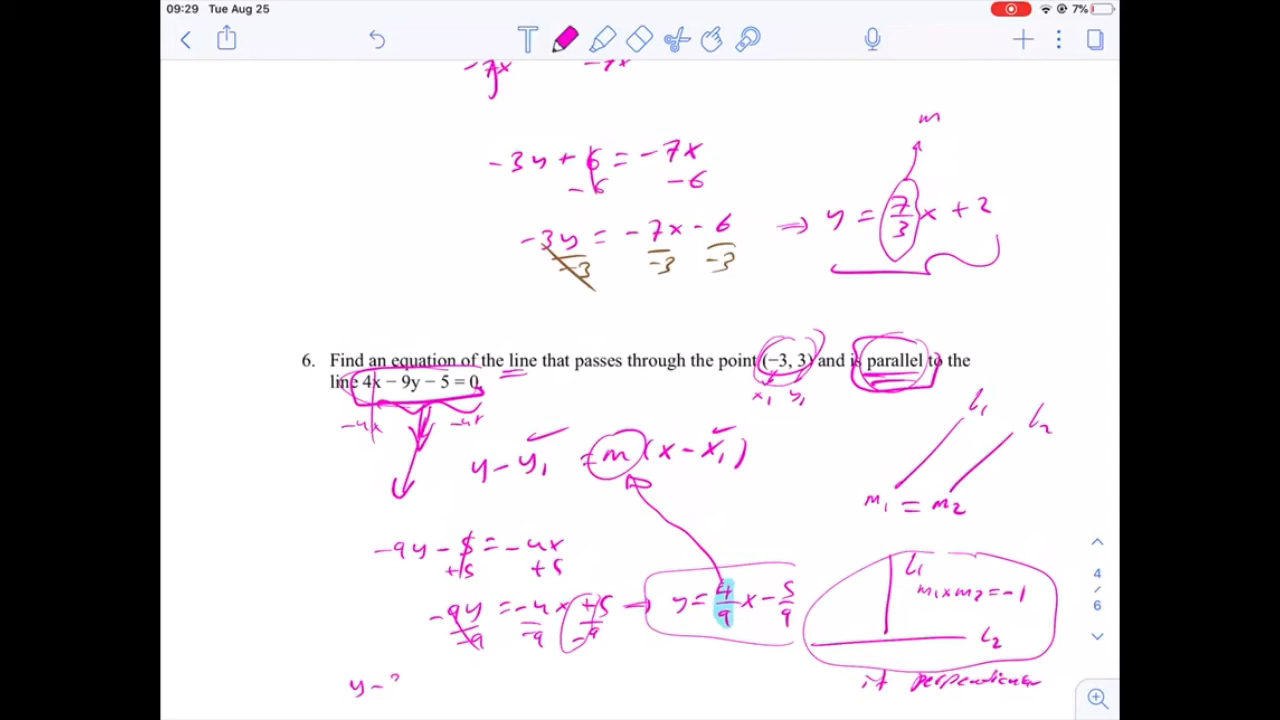 09:29 Tue Aug 25
7%
-7x -7x
m
-3y + 6 = -7x
-6 -6
-3y = -7x - 6
-3 -3 -3
⇒ y = 7/3 x + 2
6. Find an equation of the line that passes through the point (−3, 3) and is parallel to the
line 4x − 9y − 5 = 0.
x₁ y₁
-4x -4x
L₁ L₂
y - y₁ = m(x - x₁)
m₁ = m₂
-9y - 5 = -4x
+5 +5
-9y = -4x +5
-9 -9 -9
⇒ y = 4/9 x - 5/9
L₁
m₁ x m₂ = -1
L₂
if perpendicular
y -
4
/
6